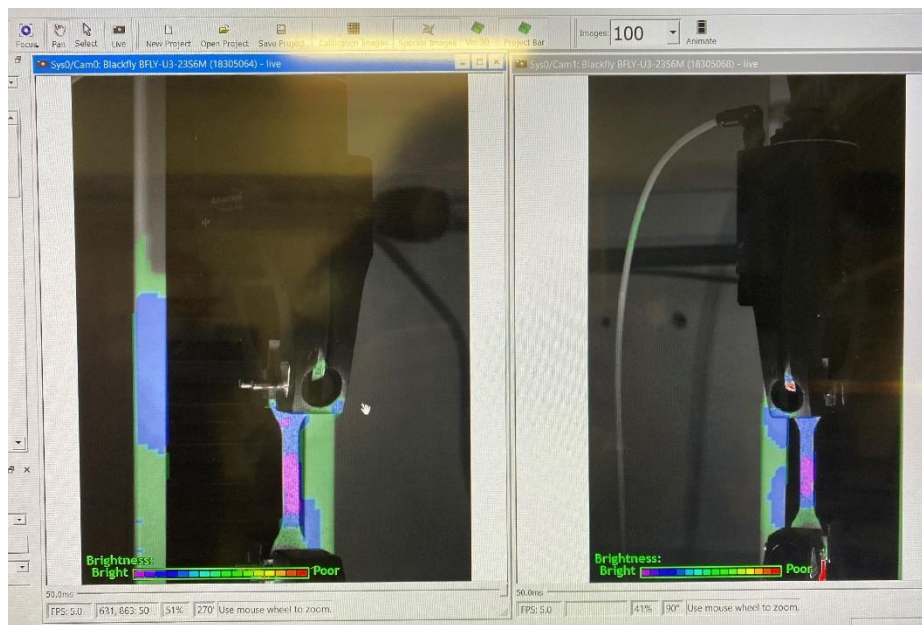 Focus Pan Select Live New Project Open Project Save Project Calibration Images Speckle Images Vic-3D Project Bar Images: 100 Animate
Sys0/Cam0: Blackfly BFLY-U3-23S6M (18305064) - live
Sys0/Cam1: Blackfly BFLY-U3-23S6M (18305068) - live
Brightness:
Bright Poor
Brightness:
Bright Poor
50.0ms
50.0ms
FPS: 5.0 631, 863: 50 51% 270° Use mouse wheel to zoom.
FPS: 5.0 41% 90° Use mouse wheel to zoom.